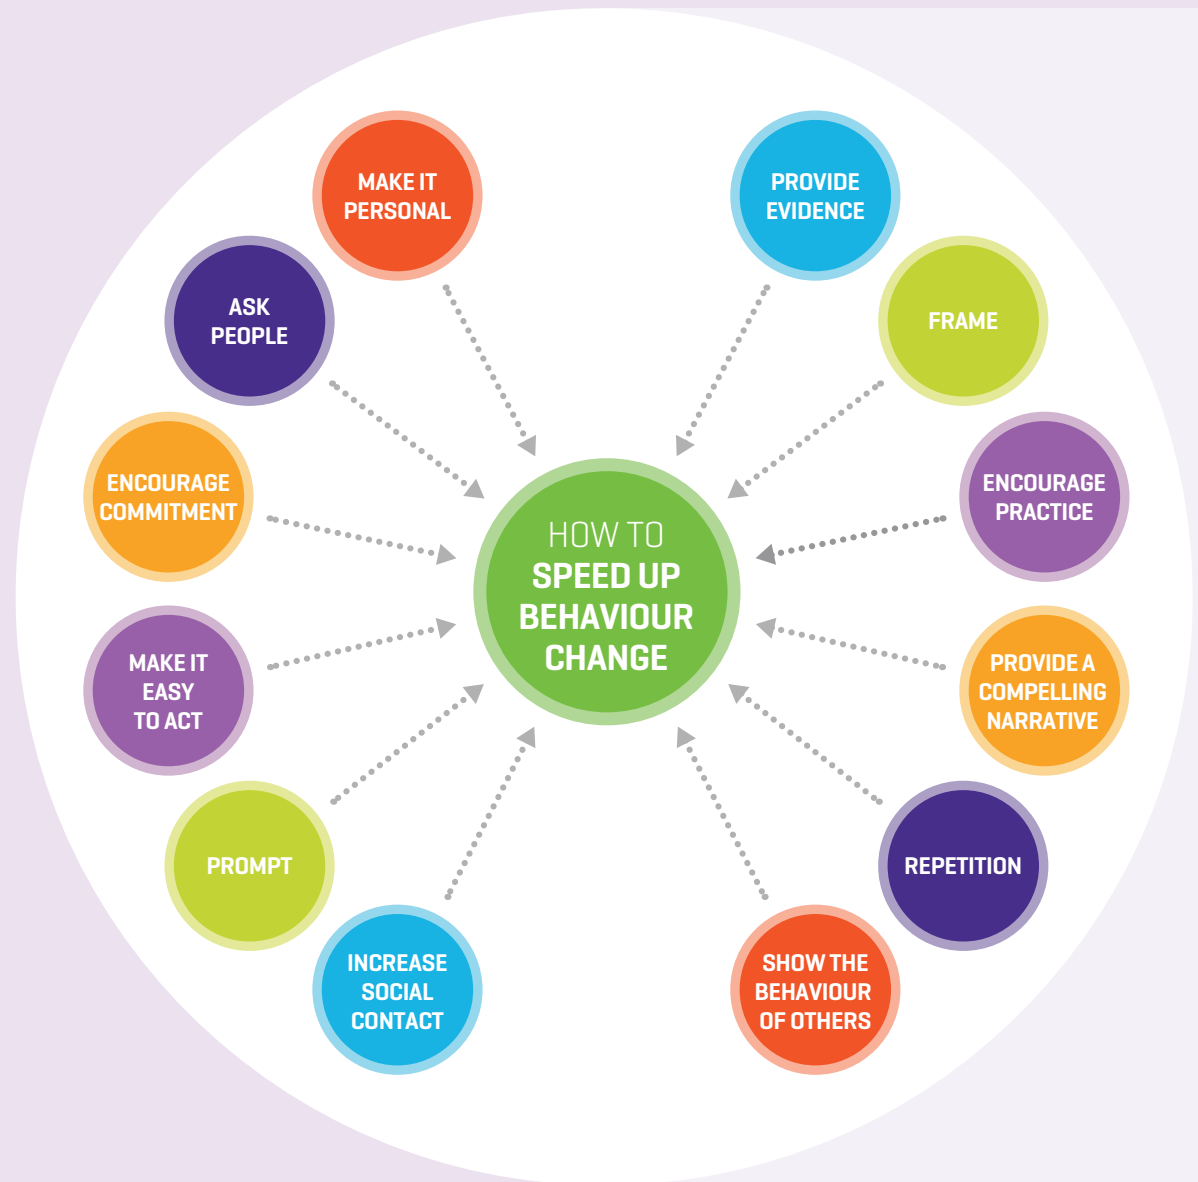 MAKE IT
PERSONAL
PROVIDE
EVIDENCE
ASK
PEOPLE
FRAME
ENCOURAGE
COMMITMENT
ENCOURAGE
PRACTICE
HOW TO
SPEED UP
BEHAVIOUR
CHANGE
MAKE IT
EASY
TO ACT
PROVIDE A
COMPELLING
NARRATIVE
PROMPT
REPETITION
INCREASE
SOCIAL
CONTACT
SHOW THE
BEHAVIOUR
OF OTHERS